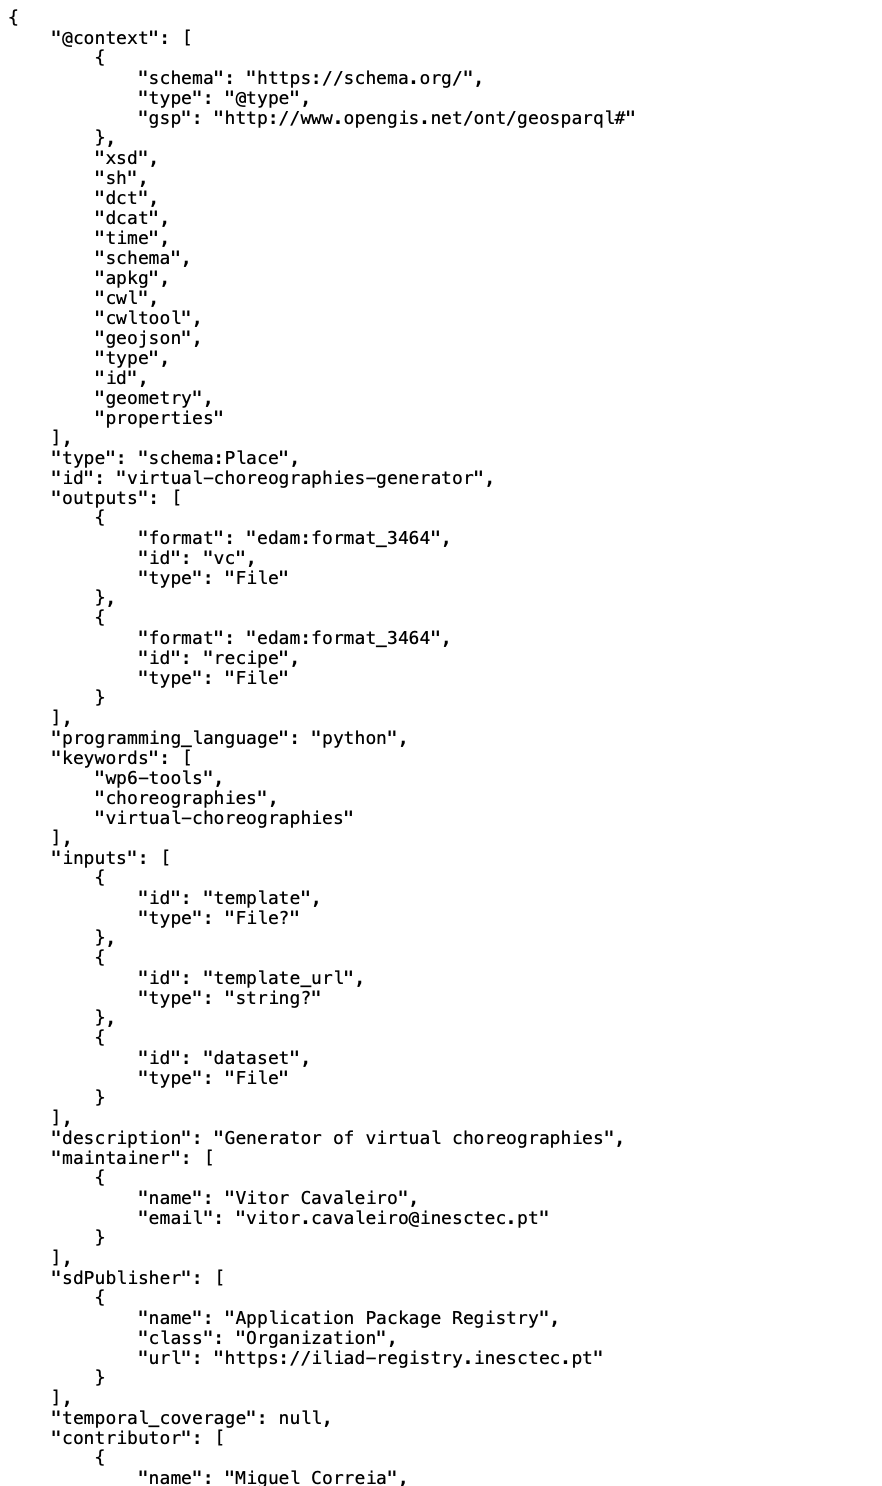 {
    "@context": [
        {
            "schema": "https://schema.org/",
            "type": "@type",
            "gsp": "http://www.opengis.net/ont/geosparql#"
        },
        "xsd",
        "sh",
        "dct",
        "dcat",
        "time",
        "schema",
        "apkg",
        "cwl",
        "cwltool",
        "geojson",
        "type",
        "id",
        "geometry",
        "properties"
    ],
    "type": "schema:Place",
    "id": "virtual-choreographies-generator",
    "outputs": [
        {
            "format": "edam:format_3464",
            "id": "vc",
            "type": "File"
        },
        {
            "format": "edam:format_3464",
            "id": "recipe",
            "type": "File"
        }
    ],
    "programming_language": "python",
    "keywords": [
        "wp6-tools",
        "choreographies",
        "virtual-choreographies"
    ],
    "inputs": [
        {
            "id": "template",
            "type": "File?"
        },
        {
            "id": "template_url",
            "type": "string?"
        },
        {
            "id": "dataset",
            "type": "File"
        }
    ],
    "description": "Generator of virtual choreographies",
    "maintainer": [
        {
            "name": "Vitor Cavaleiro",
            "email": "vitor.cavaleiro@inesctec.pt"
        }
    ],
    "sdPublisher": [
        {
            "name": "Application Package Registry",
            "class": "Organization",
            "url": "https://iliad-registry.inesctec.pt"
        }
    ],
    "temporal_coverage": null,
    "contributor": [
        {
            "name": "Miguel Correia",